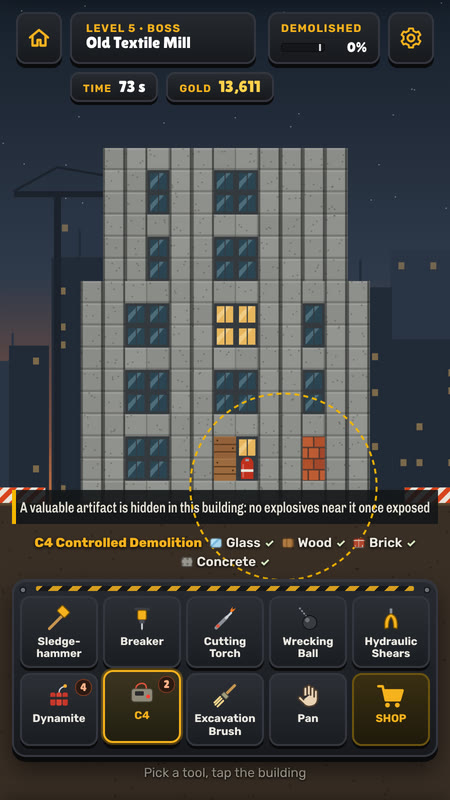 LEVEL 5 · BOSS
Old Textile Mill
DEMOLISHED
0%
TIME 73 s
GOLD 13,611
A valuable artifact is hidden in this building: no explosives near it once exposed
C4 Controlled Demolition Glass ✓ Wood ✓ Brick ✓
Concrete ✓
Sledge-
hammer
Breaker
Cutting
Torch
Wrecking
Ball
Hydraulic
Shears
4
Dynamite
2
C4
Excavation
Brush
Pan
SHOP
Pick a tool, tap the building